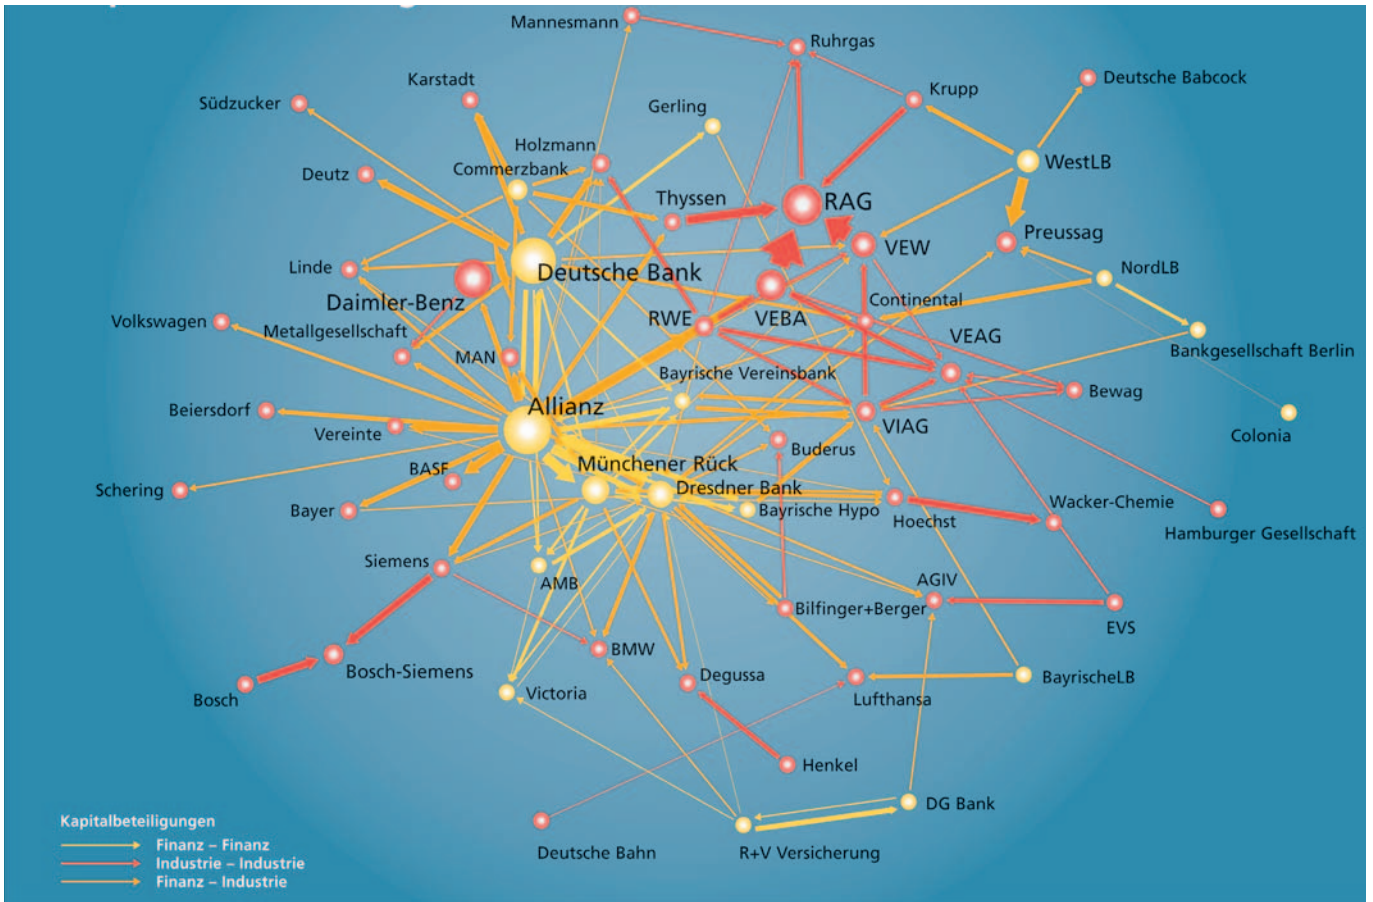 Mannesmann
Ruhrgas
Karstadt
Deutsche Babcock
Krupp
Südzucker
Gerling
Holzmann
Commerzbank
WestLB
Deutz
Thyssen
RAG
Preussag
VEW
Linde
Deutsche Bank
NordLB
Daimler-Benz
Continental
Volkswagen
Metallgesellschaft
RWE
VEBA
VEAG
MAN
Bayrische Vereinsbank
Bankgesellschaft Berlin
Bewag
Beiersdorf
Allianz
Vereinte
VIAG
Colonia
Buderus
BASF
Münchener Rück
Schering
Dresdner Bank
Bayer
Bayrische Hypo
Hoechst
Wacker-Chemie
Hamburger Gesellschaft
Siemens
AMB
AGIV
Bilfinger+Berger
EVS
BMW
Bosch-Siemens
Degussa
BayrischeLB
Bosch
Victoria
Lufthansa
Henkel
DG Bank
Deutsche Bahn
R+V Versicherung
Kapitalbeteiligungen
Finanz – Finanz
Industrie – Industrie
Finanz – Industrie